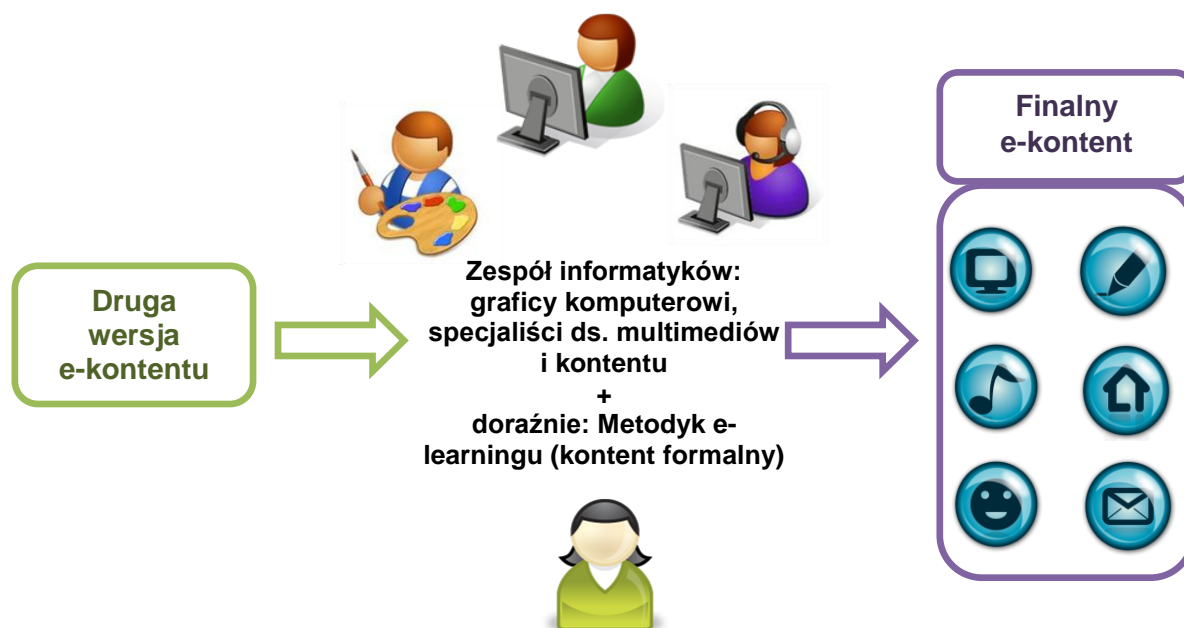 Druga
wersja
e-kontentu
Zespół informatyków:
graficy komputerowi,
specjaliści ds. multimediów
i kontentu
+
doraźnie: Metodyk e-
learningu (kontent formalny)
Finalny
e-kontent